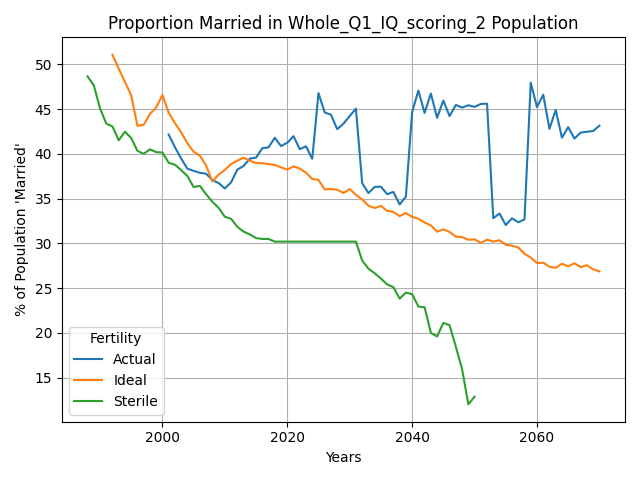 Proportion Married in Whole_Q1_IQ_scoring_2 Population
% of Population 'Married'
50
45
40
35
30
25
20
15
Fertility
Actual
Ideal
Sterile
2000
2020
2040
2060
Years